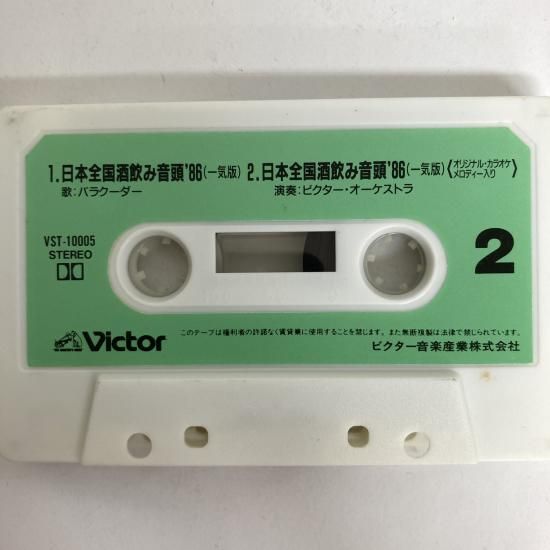 1.日本全国酒飲み音頭'86(一気版) 2.日本全国酒飲み音頭'86(一気版)〈オリジナル・カラオケ メロディー入り〉
歌:バラクーダー 演奏:ビクター・オーケストラ
VST-10005
STEREO
2
Victor
このテープは権利者の許諾なく賃貸業に使用することを禁じます。また無断複製は法律で禁じられています。
ビクター音楽産業株式会社